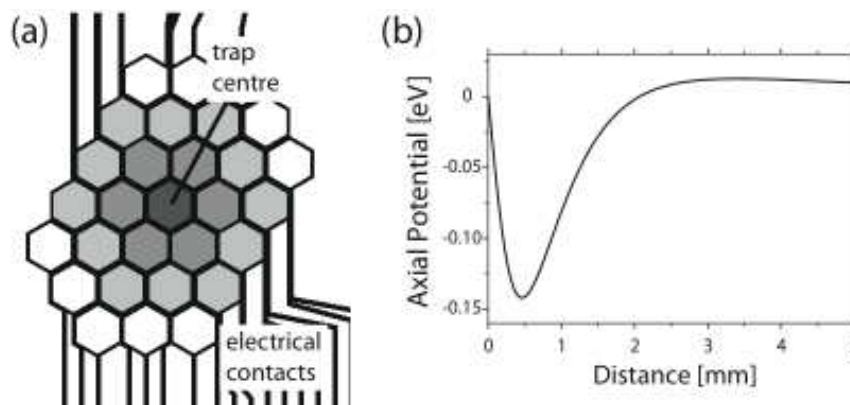 (a)
trap
centre
electrical
contacts
(b)
Axial Potential [eV]
0
-0.05
-0.10
-0.15
0
1
2
3
4
5
Distance [mm]